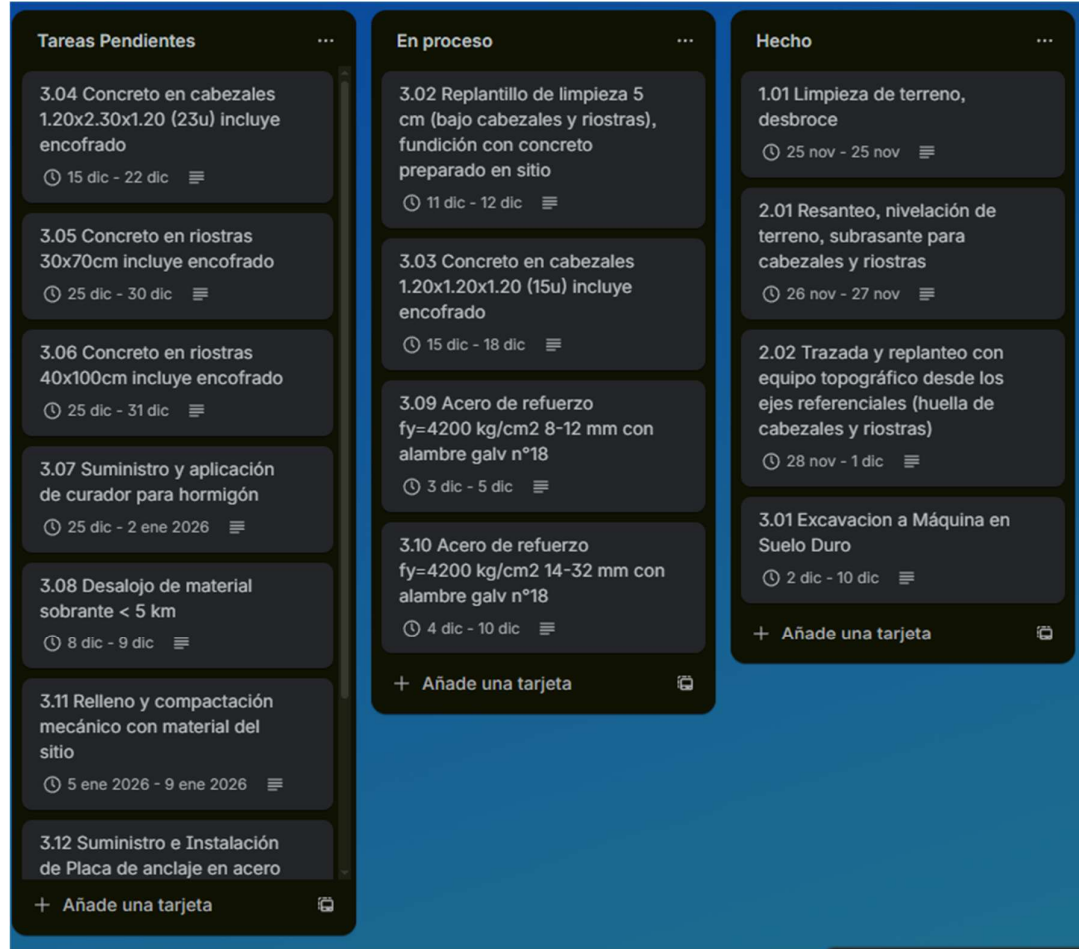 Tareas Pendientes
3.04 Concreto en cabezales
1.20x2.30x1.20 (23u) incluye
encofrado
15 dic - 22 dic
3.05 Concreto en riostras
30x70cm incluye encofrado
25 dic - 30 dic
3.06 Concreto en riostras
40x100cm incluye encofrado
25 dic - 31 dic
3.07 Suministro y aplicación
de curador para hormigón
25 dic - 2 ene 2026
3.08 Desalojo de material
sobrante < 5 km
8 dic - 9 dic
3.11 Relleno y compactación
mecánico con material del
sitio
5 ene 2026 - 9 ene 2026
3.12 Suministro e Instalación
de Placa de anclaje en acero
+ Añade una tarjeta
En proceso
3.02 Replantillo de limpieza 5
cm (bajo cabezales y riostras),
fundición con concreto
preparado en sitio
11 dic - 12 dic
3.03 Concreto en cabezales
1.20x1.20x1.20 (15u) incluye
encofrado
15 dic - 18 dic
3.09 Acero de refuerzo
fy=4200 kg/cm2 8-12 mm con
alambre galv n°18
3 dic - 5 dic
3.10 Acero de refuerzo
fy=4200 kg/cm2 14-32 mm con
alambre galv n°18
4 dic - 10 dic
+ Añade una tarjeta
Hecho
1.01 Limpieza de terreno,
desbroce
25 nov - 25 nov
2.01 Resanteo, nivelación de
terreno, subrasante para
cabezales y riostras
26 nov - 27 nov
2.02 Trazada y replanteo con
equipo topográfico desde los
ejes referenciales (huella de
cabezales y riostras)
28 nov - 1 dic
3.01 Excavacion a Máquina en
Suelo Duro
2 dic - 10 dic
+ Añade una tarjeta